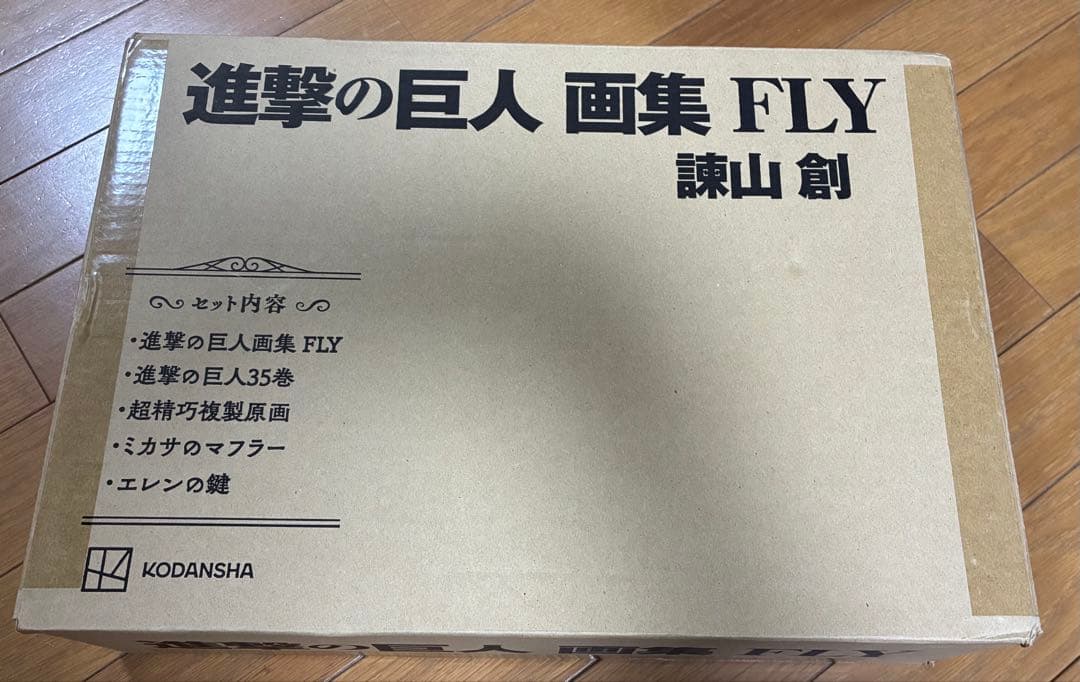 進撃の巨人 画集 FLY
諫山 創
セット内容
・進撃の巨人画集 FLY
・進撃の巨人35巻
・超精巧複製原画
・ミカサのマフラー
・エレンの鍵
KODANSHA
進撃の巨人 画集 FLY